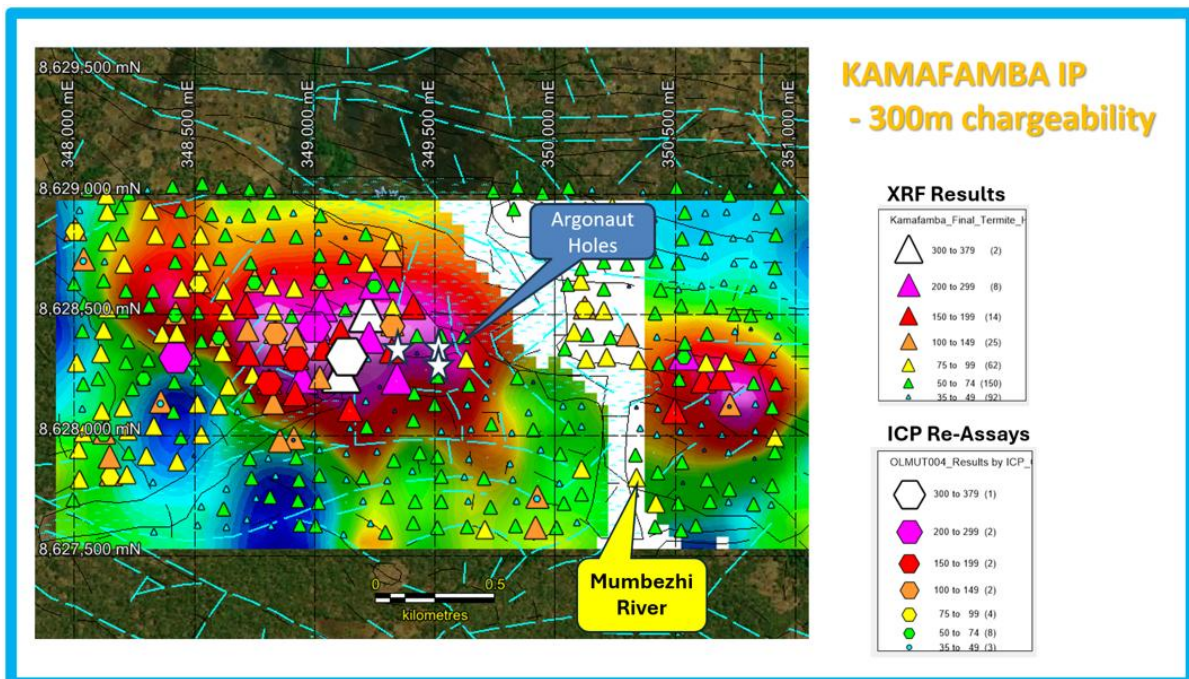 KAMAFAMBA IP
- 300m chargeability
8,629,500 mN
8,629,000 mN
8,628,500 mN
8,628,000 mN
8,627,500 mN
348,000 mE
348,500 mE
349,000 mE
349,500 mE
350,000 mE
350,500 mE
351,000 mE
Argonaut
Holes
Mumbezhi
River
0 0.5
kilometres
XRF Results
Kamafamba_Final_Termite_H
300 to 379 (2)
200 to 299 (8)
150 to 199 (14)
100 to 149 (25)
75 to 99 (62)
50 to 74 (150)
35 to 49 (92)
ICP Re-Assays
OLMUT004_Results by ICP_
300 to 379 (1)
200 to 299 (2)
150 to 199 (2)
100 to 149 (2)
75 to 99 (4)
50 to 74 (8)
35 to 49 (3)